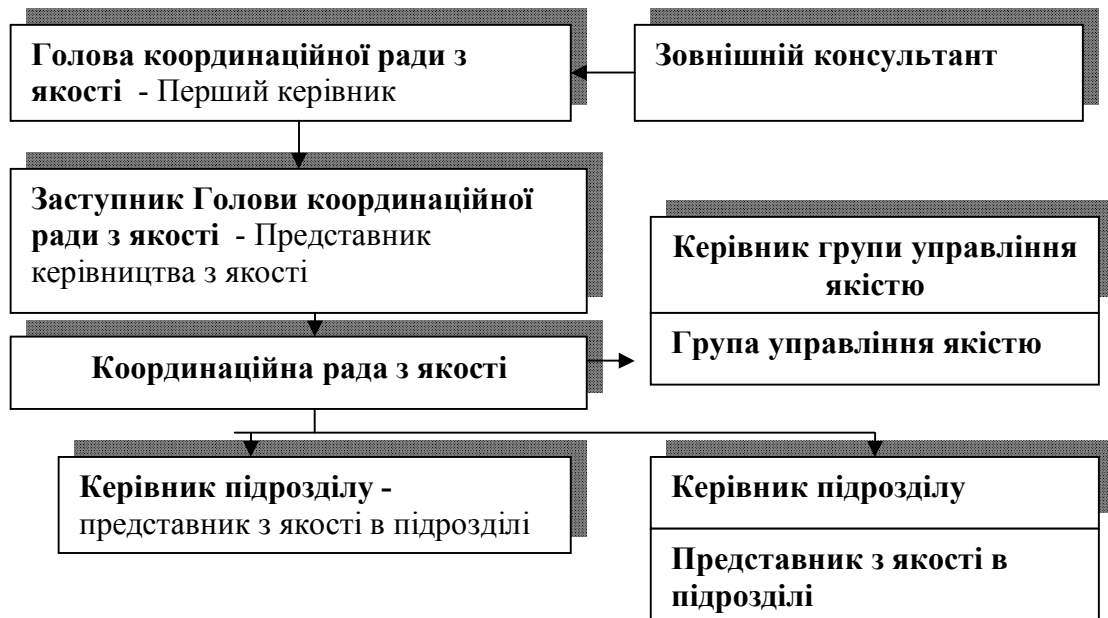 Голова координаційної ради з
якості - Перший керівник
Зовнішній консультант
Заступник Голови координаційної
ради з якості - Представник
керівництва з якості
Керівник групи управління
якістю
Група управління якістю
Координаційна рада з якості
Керівник підрозділу -
представник з якості в підрозділі
Керівник підрозділу
Представник з якості в
підрозділі